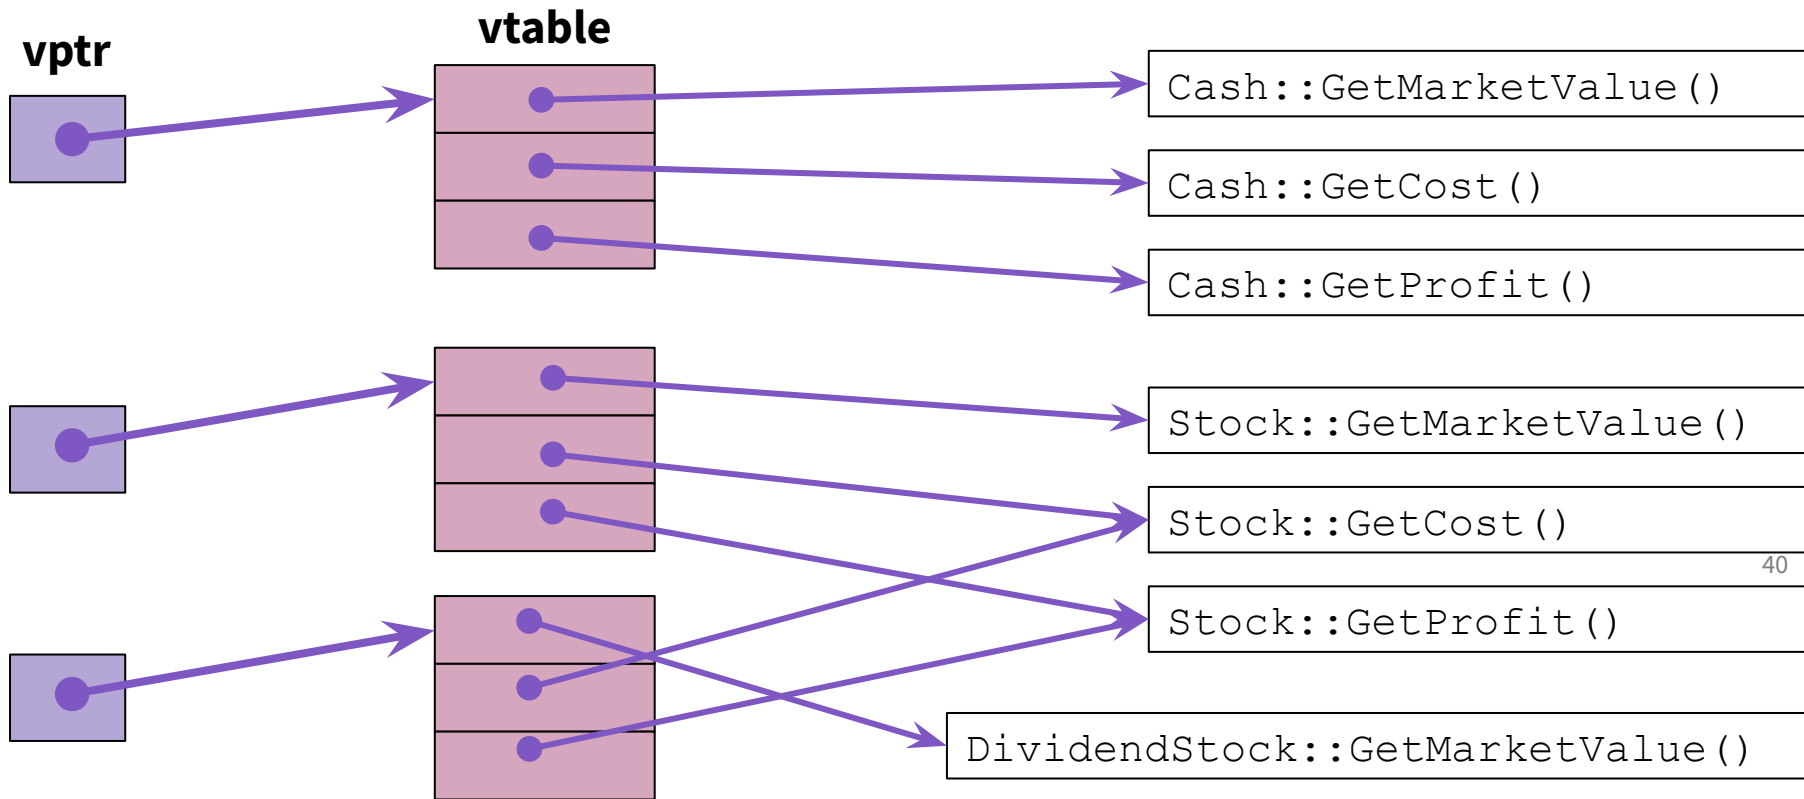 vptr
vtable
Cash::GetMarketValue()
Cash::GetCost()
Cash::GetProfit()
Stock::GetMarketValue()
Stock::GetCost()
40
Stock::GetProfit()
DividendStock::GetMarketValue()